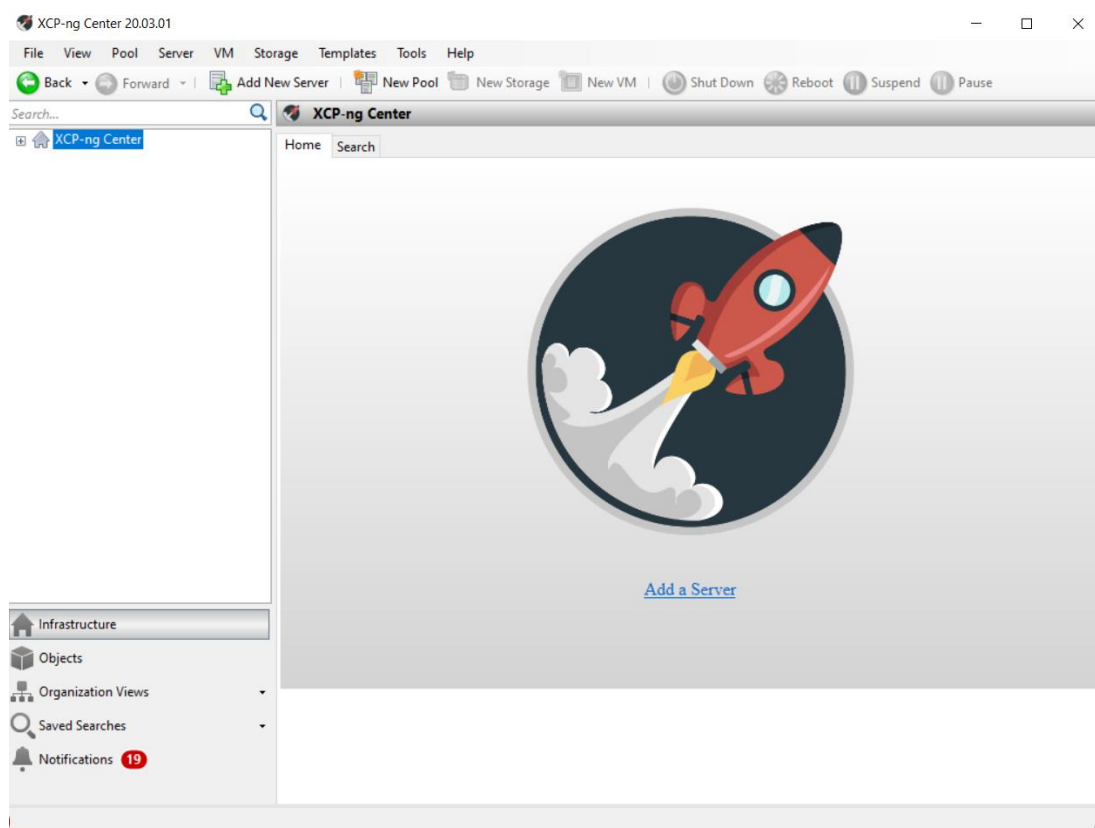 XCP-ng Center 20.03.01
File View Pool Server VM Storage Templates Tools Help
Back Forward Add New Server New Pool New Storage New VM Shut Down Reboot Suspend Pause
Search...
XCP-ng Center
XCP-ng Center
Home Search
Add a Server
Infrastructure
Objects
Organization Views
Saved Searches
Notifications 19